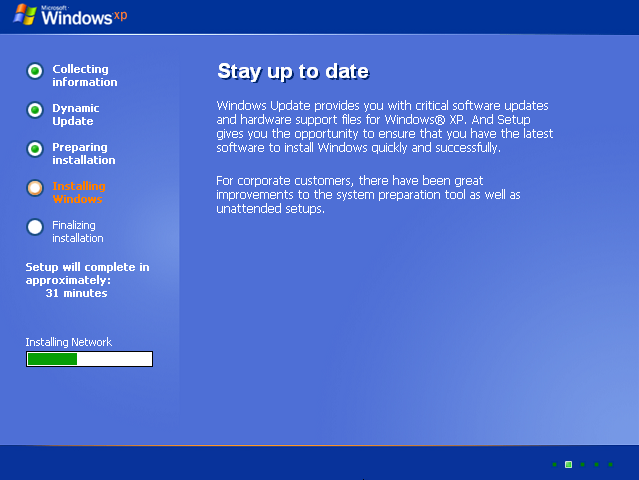 Microsoft
Windows xp
Collecting
information
Dynamic
Update
Preparing
installation
Installing
Windows
Finalizing
installation
Setup will complete in
approximately:
31 minutes
Installing Network
Stay up to date
Windows Update provides you with critical software updates
and hardware support files for Windows® XP. And Setup
gives you the opportunity to ensure that you have the latest
software to install Windows quickly and successfully.
For corporate customers, there have been great
improvements to the system preparation tool as well as
unattended setups.